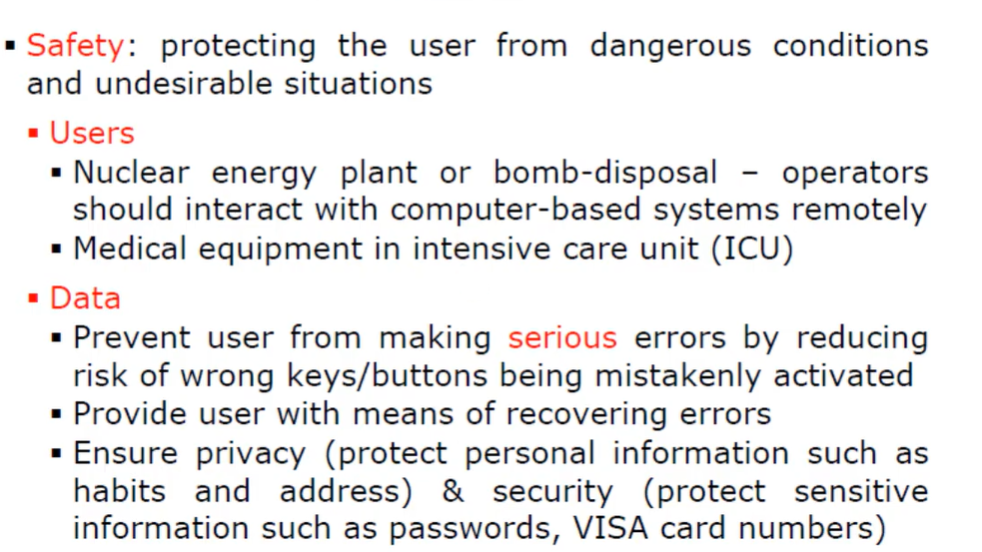 ▪ Safety: protecting the user from dangerous conditions
and undesirable situations
▪ Users
▪ Nuclear energy plant or bomb-disposal – operators
should interact with computer-based systems remotely
▪ Medical equipment in intensive care unit (ICU)
▪ Data
▪ Prevent user from making serious errors by reducing
risk of wrong keys/buttons being mistakenly activated
▪ Provide user with means of recovering errors
▪ Ensure privacy (protect personal information such as
habits and address) & security (protect sensitive
information such as passwords, VISA card numbers)